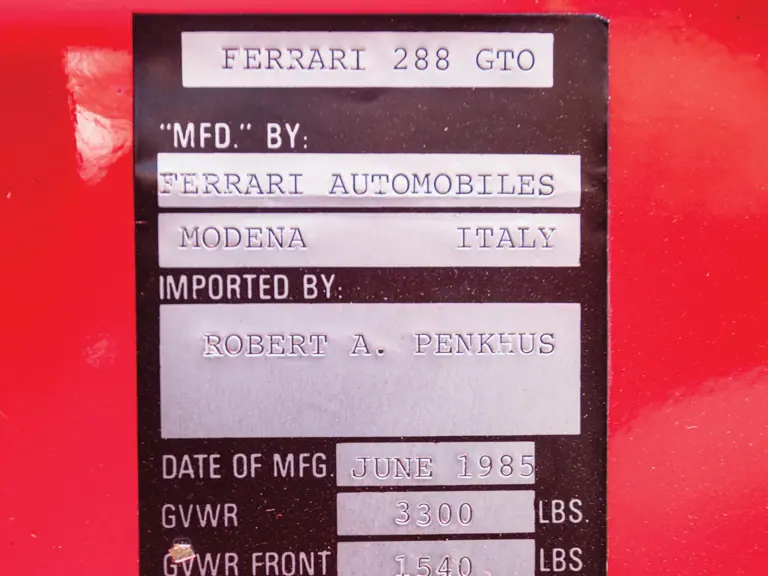 FERRARI 288 GTO
"MFD." BY:
FERRARI AUTOMOBILES
MODENA ITALY
IMPORTED BY:
ROBERT A. PENKHUS
DATE OF MFG. JUNE 1985
GVWR 3300 LBS.
GVWR FRONT 1540 LBS